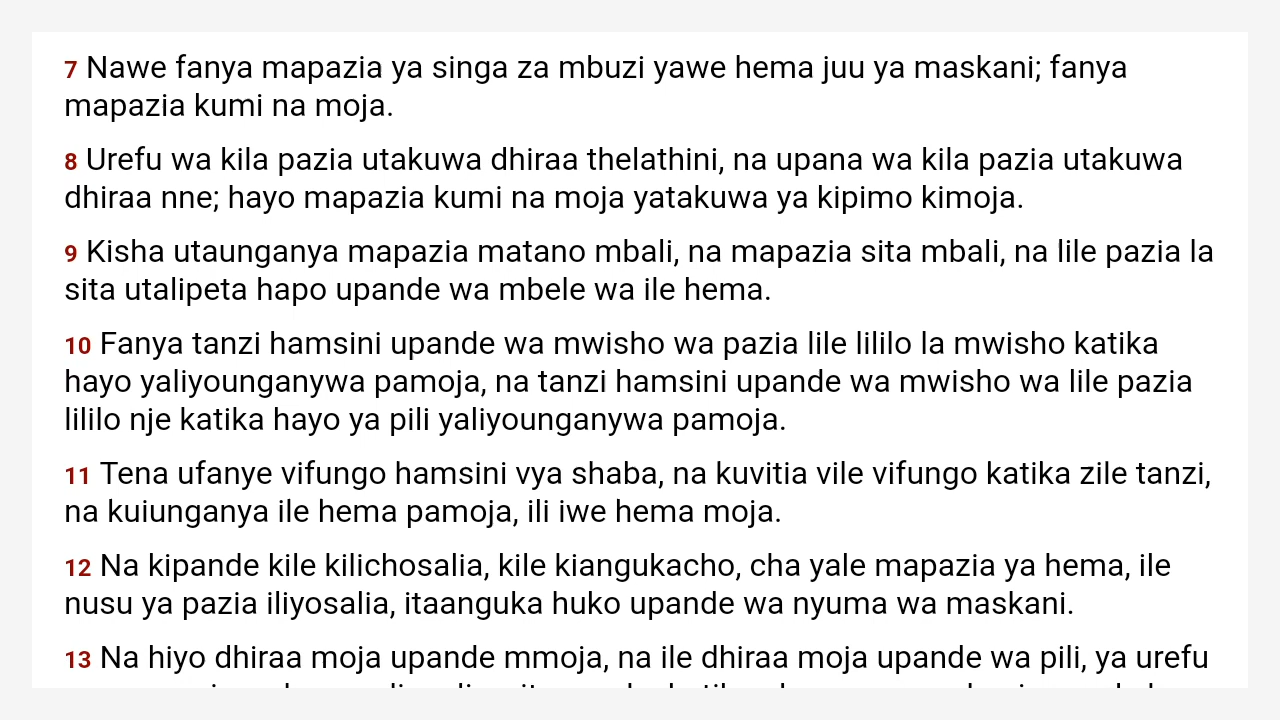 7 Nawe fanya mapazia ya singa za mbuzi yawe hema juu ya maskani; fanya
mapazia kumi na moja.
8 Urefu wa kila pazia utakuwa dhiraa thelathini, na upana wa kila pazia utakuwa
dhiraa nne; hayo mapazia kumi na moja yatakuwa ya kipimo kimoja.
9 Kisha utaunganya mapazia matano mbali, na mapazia sita mbali, na lile pazia la
sita utalipeta hapo upande wa mbele wa ile hema.
10 Fanya tanzi hamsini upande wa mwisho wa pazia lile lililo la mwisho katika
hayo yaliyounganywa pamoja, na tanzi hamsini upande wa mwisho wa lile pazia
lililo nje katika hayo ya pili yaliyounganywa pamoja.
11 Tena ufanye vifungo hamsini vya shaba, na kuvitia vile vifungo katika zile tanzi,
na kuiunganya ile hema pamoja, ili iwe hema moja.
12 Na kipande kile kilichosalia, kile kiangukacho, cha yale mapazia ya hema, ile
nusu ya pazia iliyosalia, itaanguka huko upande wa nyuma wa maskani.
13 Na hiyo dhiraa moja upande mmoja, na ile dhiraa moja upande wa pili, ya urefu